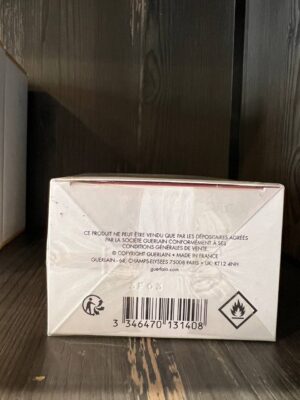 CE PRODUIT NE PEUT ÊTRE VENDU QUE PAR LES DÉPOSITAIRES AGRÉÉS
PAR LA SOCIÉTÉ GUERLAIN CONFORMÉMENT À SES
CONDITIONS GÉNÉRALES DE VENTE.
© COPYRIGHT GUERLAIN • MADE IN FRANCE
GUERLAIN - 68, CHAMPS-ELYSÉES 75008 PARIS • UK: KT12 4NH
guerlain.com
3 346470 131408